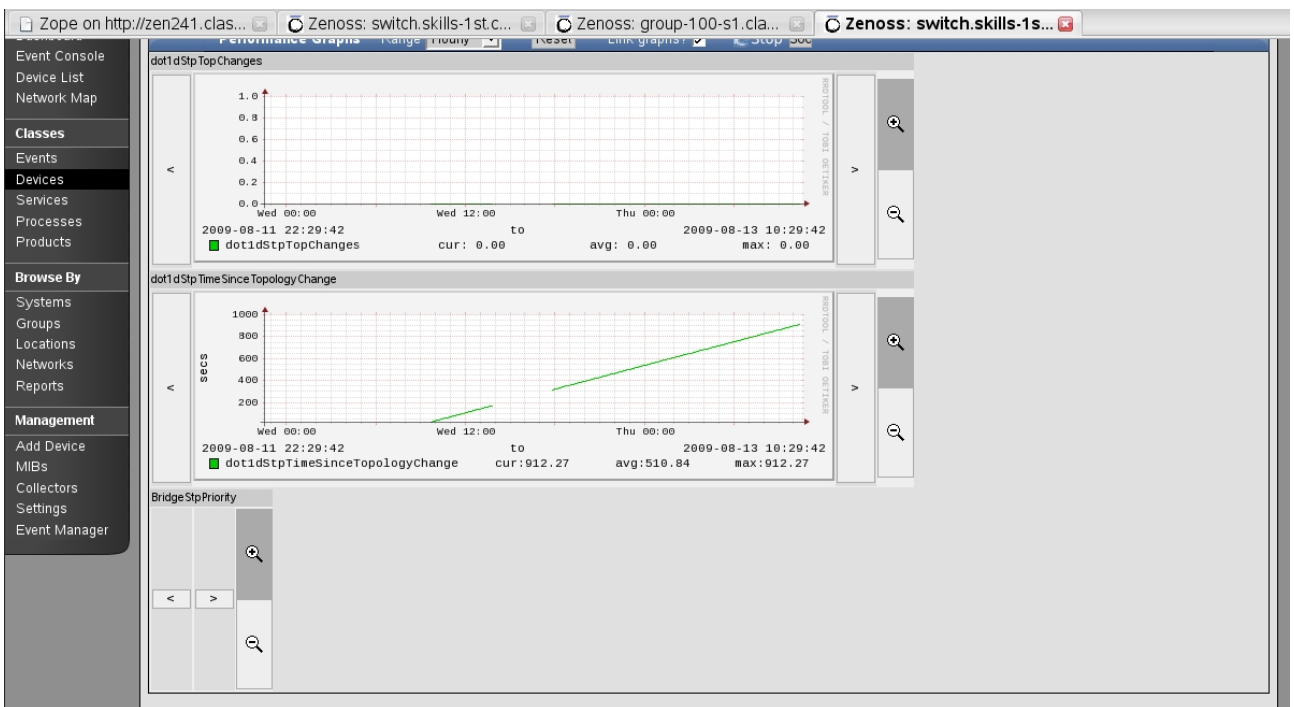 Zope on http://zen241.clas... Zenoss: switch.skills-1st.c... Zenoss: group-100-s1.cla... Zenoss: switch.skills-1s...
Dashboard
Event Console
Device List
Network Map
Classes
Events
Devices
Services
Processes
Products
Browse By
Systems
Groups
Locations
Networks
Reports
Management
Add Device
MIBs
Collectors
Settings
Event Manager
Performance Graphs Range Hourly Reset Link graphs? Stop
dot1dStpTopChanges
1.0
0.8
0.6
0.4
0.2
0.0
Wed 00:00 Wed 12:00 Thu 00:00
2009-08-11 22:29:42 to 2009-08-13 10:29:42
dot1dStpTopChanges cur: 0.00 avg: 0.00 max: 0.00
RRDTOOL / TOBI OETIKER
<
>
dot1dStpTimeSinceTopologyChange
1000
800
600
400
200
secs
Wed 00:00 Wed 12:00 Thu 00:00
2009-08-11 22:29:42 to 2009-08-13 10:29:42
dot1dStpTimeSinceTopologyChange cur:912.27 avg:510.84 max:912.27
RRDTOOL / TOBI OETIKER
<
>
BridgeStpPriority
< >